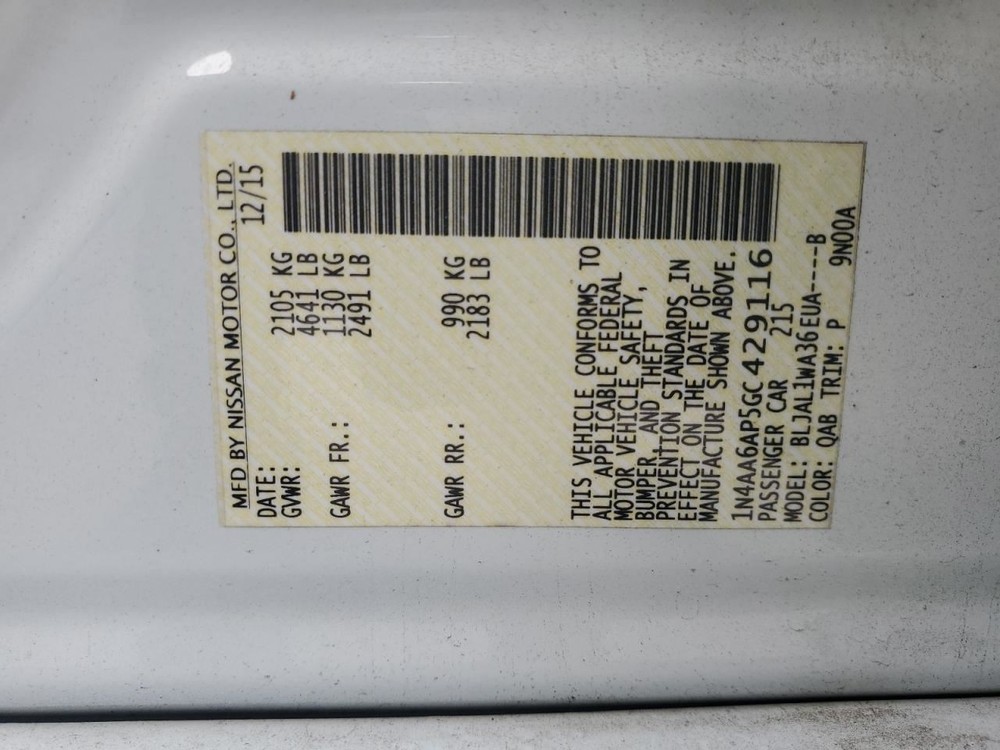 MFD BY NISSAN MOTOR CO., LTD.
DATE: 12/15
GVWR: 2105 KG
4641 LB
GAWR FR.: 1130 KG
2491 LB
GAWR RR.: 990 KG
2183 LB
THIS VEHICLE CONFORMS TO
ALL APPLICABLE FEDERAL
MOTOR VEHICLE SAFETY,
BUMPER, AND THEFT
PREVENTION STANDARDS IN
EFFECT ON THE DATE OF
MANUFACTURE SHOWN ABOVE.
1N4AA6AP5GC429116
PASSENGER CAR 215
MODEL: BLJAL1WA36EUA----B
COLOR: QAB TRIM: P 9N00A